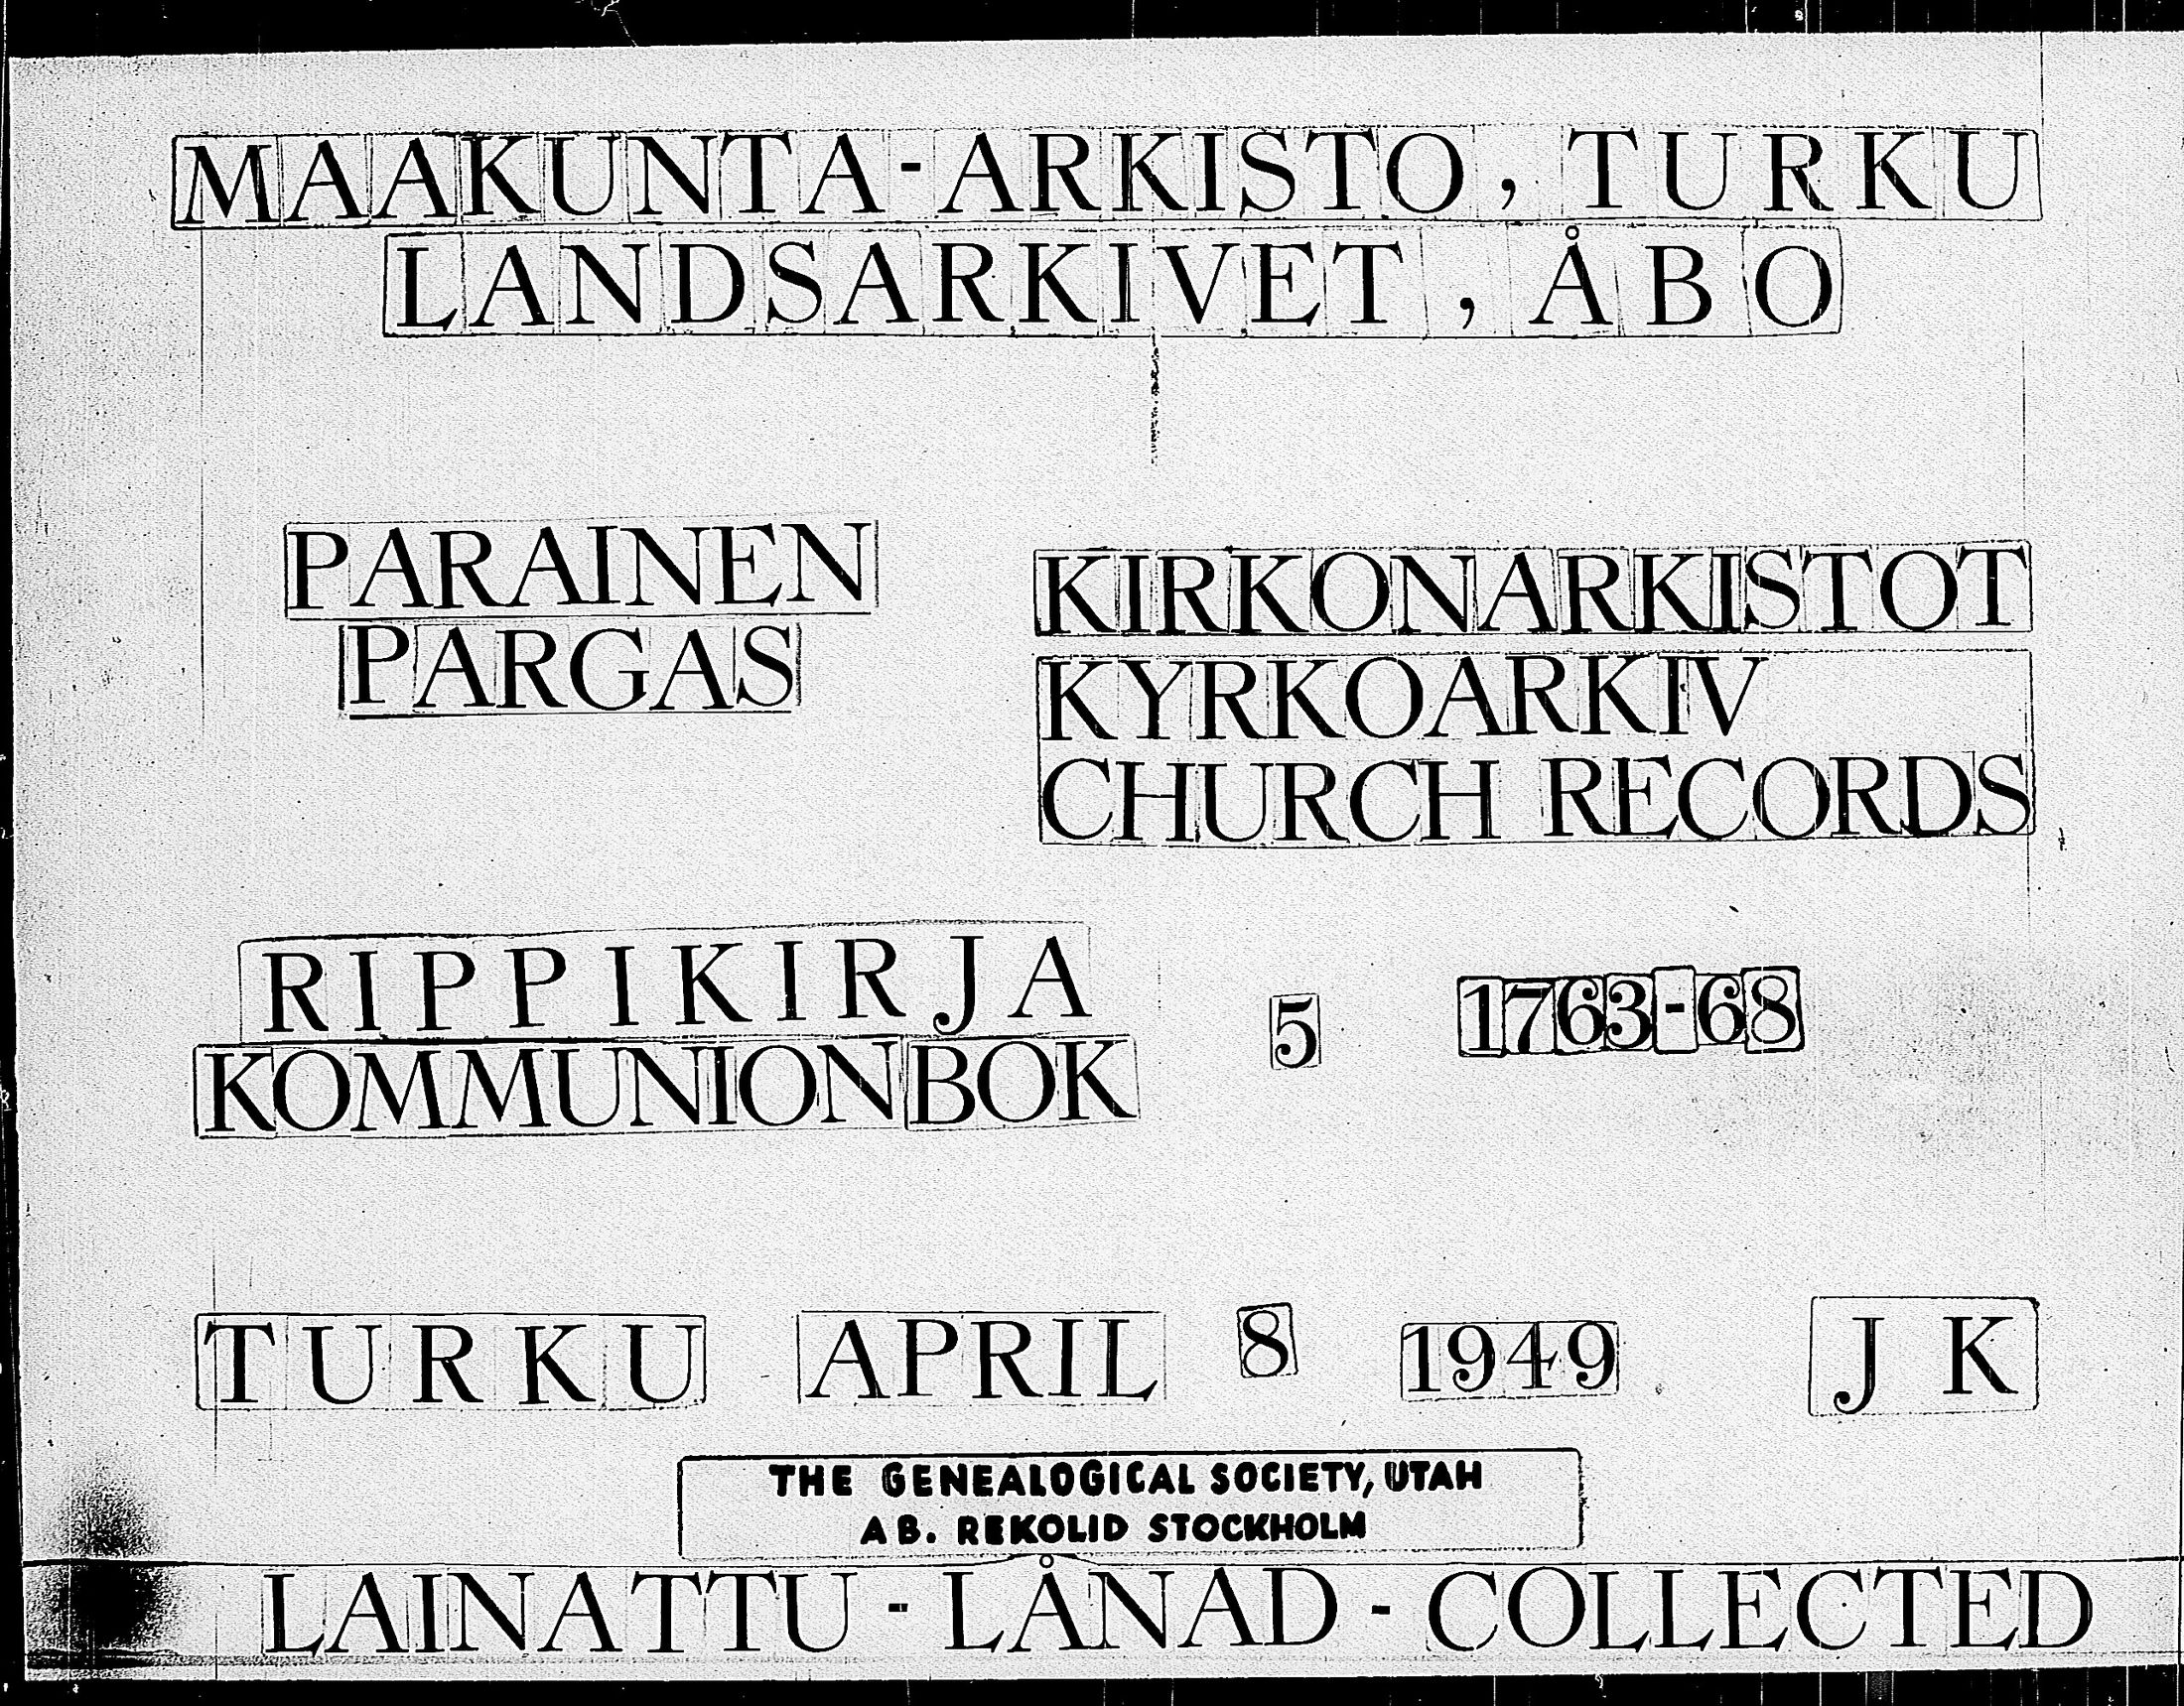 MAAKUNTA-ARKISTO, TURKU
LANDSARKIVET, ÅBO
PARAINEN
PARGAS
KIRKONARKISTOT
KYRKOARKIV
CHURCH RECORDS
RIPPIKIRJA
KOMMUNIONBOK
5
1763-68
TURKU APRIL 8 1949 J K
THE GENEALOGICAL SOCIETY, UTAH
AB. REKOLID STOCKHOLM
LAINATTU - LÅNAD - COLLECTED